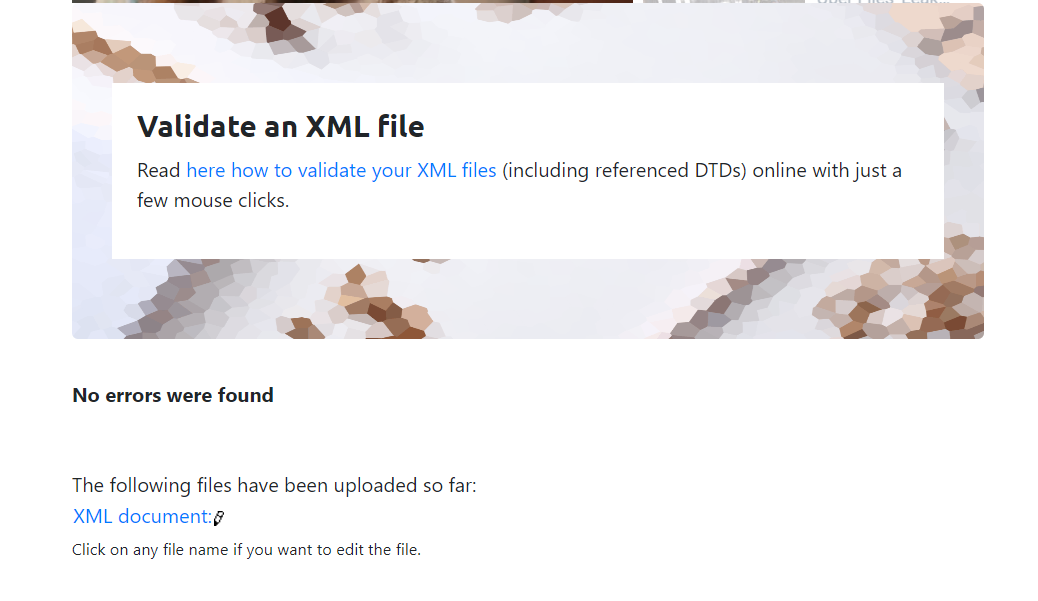 Validate an XML file
Read here how to validate your XML files (including referenced DTDs) online with just a
few mouse clicks.
No errors were found
The following files have been uploaded so far:
XML document:
Click on any file name if you want to edit the file.